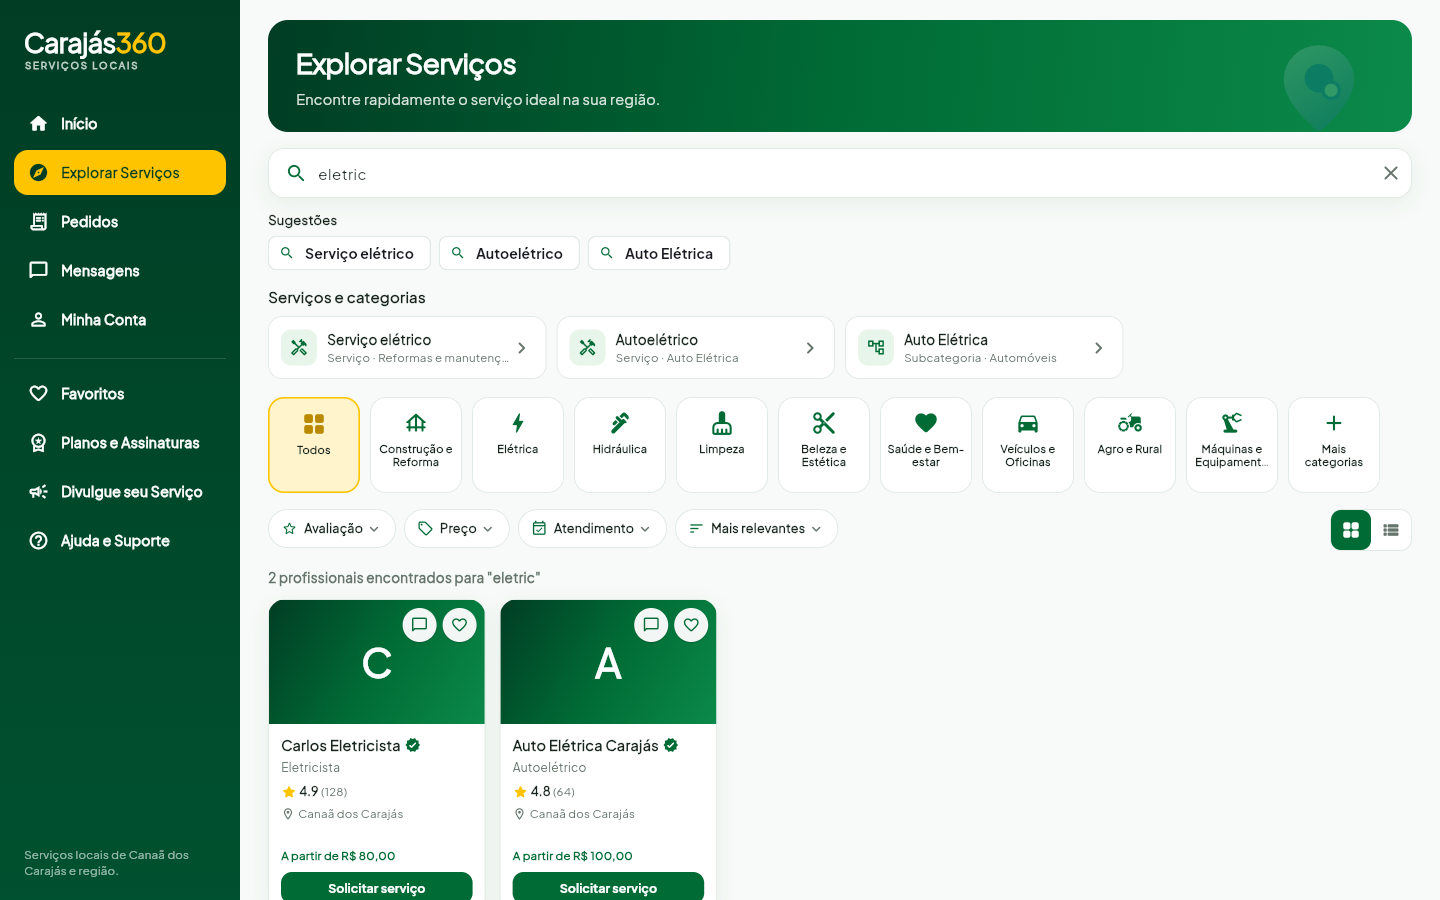 Carajás360
SERVIÇOS LOCAIS
Início
Explorar Serviços
Pedidos
Mensagens
Minha Conta
Favoritos
Planos e Assinaturas
Divulgue seu Serviço
Ajuda e Suporte
Serviços locais de Canaã dos
Carajás e região.
Explorar Serviços
Encontre rapidamente o serviço ideal na sua região.
eletric
Sugestões
Serviço elétrico
Autoelétrico
Auto Elétrica
Serviços e categorias
Serviço elétrico
Serviço · Reformas e manutenç...
Autoelétrico
Serviço · Auto Elétrica
Auto Elétrica
Subcategoria · Automóveis
Todos
Construção e
Reforma
Elétrica
Hidráulica
Limpeza
Beleza e
Estética
Saúde e Bem-
estar
Veículos e
Oficinas
Agro e Rural
Máquinas e
Equipament...
Mais
categorias
Avaliação
Preço
Atendimento
Mais relevantes
2 profissionais encontrados para "eletric"
C
Carlos Eletricista
Eletricista
4.9 (128)
Canaã dos Carajás
A partir de R$ 80,00
Solicitar serviço
A
Auto Elétrica Carajás
Autoelétrico
4.8 (64)
Canaã dos Carajás
A partir de R$ 100,00
Solicitar serviço